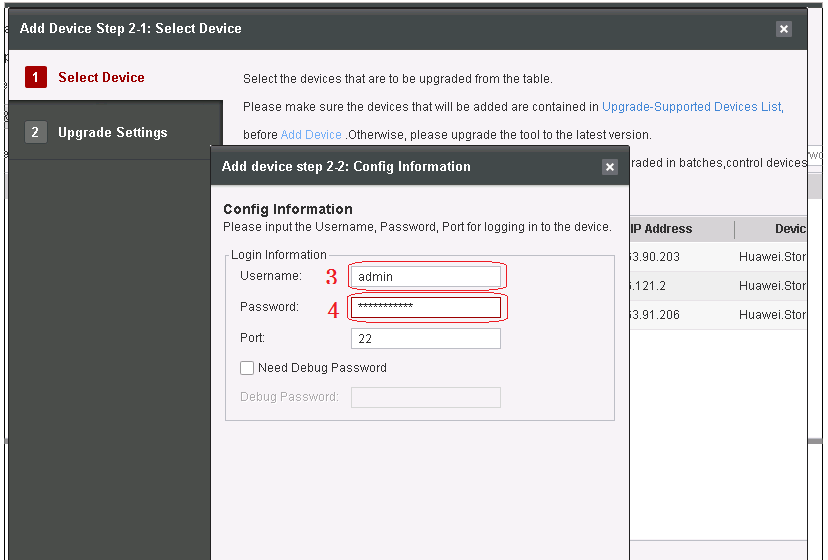 Add Device Step 2-1: Select Device
1 Select Device
2 Upgrade Settings
Select the devices that are to be upgraded from the table.
Please make sure the devices that will be added are contained in Upgrade-Supported Devices List,
before Add Device .Otherwise, please upgrade the tool to the latest version.
raded in batches,control devices
IP Address Devic
63.90.203 Huawei.Stor
.121.2 Huawei.Stor
63.91.206 Huawei.Stor
Add device step 2-2: Config Information
Config Information
Please input the Username, Password, Port for logging in to the device.
Login Information
Username: 3 admin
Password: 4 ***********
Port: 22
Need Debug Password
Debug Password: